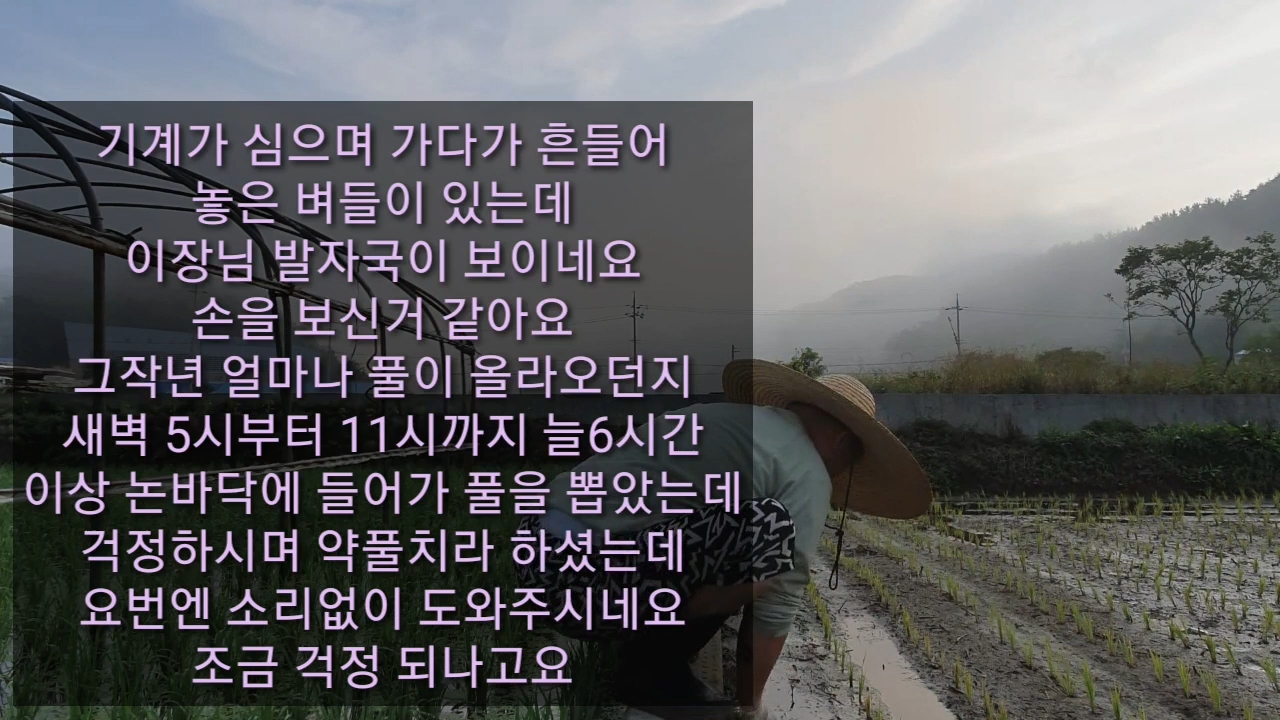 기계가 심으며 가다가 흔들어
놓은 벼들이 있는데
이장님 발자국이 보이네요
손을 보신거 같아요
그작년 얼마나 풀이 올라오던지
새벽 5시부터 11시까지 늘6시간
이상 논바닥에 들어가 풀을 뽑았는데
걱정하시며 약풀치라 하셨는데
요번엔 소리없이 도와주시네요
조금 걱정 되나고요